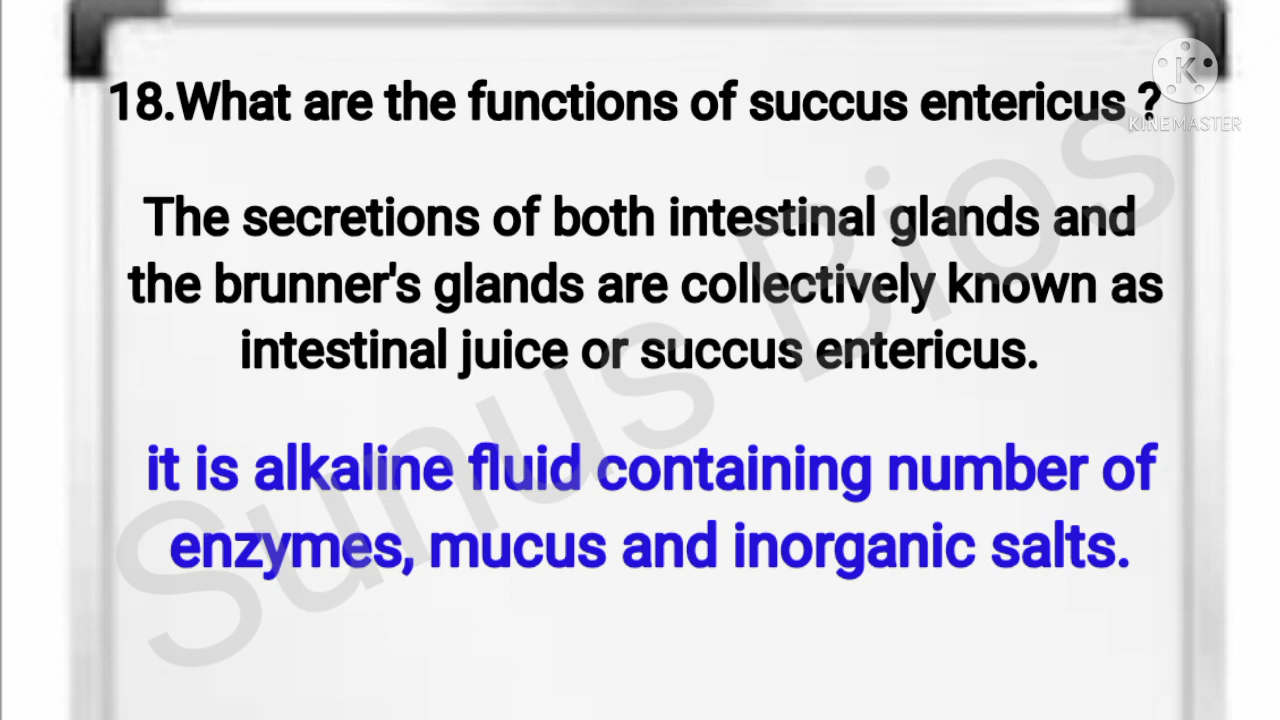 18.What are the functions of succus entericus ?
K
KINEMASTER
The secretions of both intestinal glands and
the brunner's glands are collectively known as
intestinal juice or succus entericus.
it is alkaline fluid containing number of
enzymes, mucus and inorganic salts.
Sunus Bios